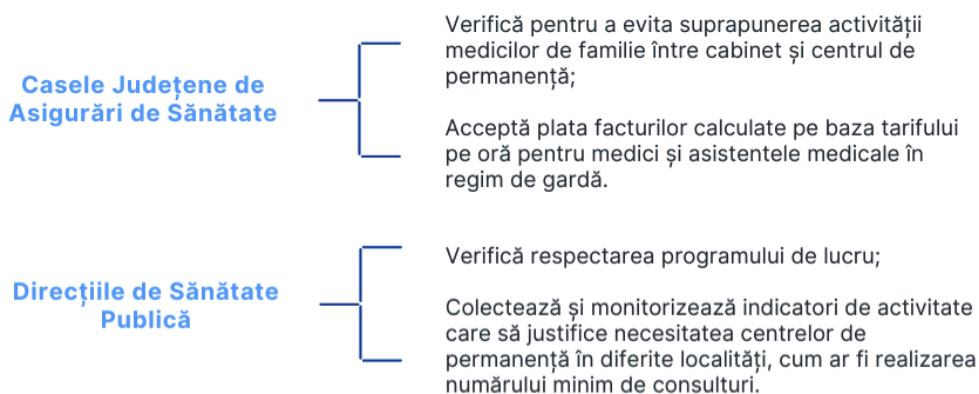 Casele Județene de
Asigurări de Sănătate
Verifică pentru a evita suprapunerea activității
medicilor de familie între cabinet și centrul de
permanență;
Acceptă plata facturilor calculate pe baza tarifului
pe oră pentru medici și asistentele medicale în
regim de gardă.
Direcțiile de Sănătate
Publică
Verifică respectarea programului de lucru;
Colectează și monitorizează indicatori de activitate
care să justifice necesitatea centrelor de
permanență în diferite localități, cum ar fi realizarea
numărului minim de consulturi.